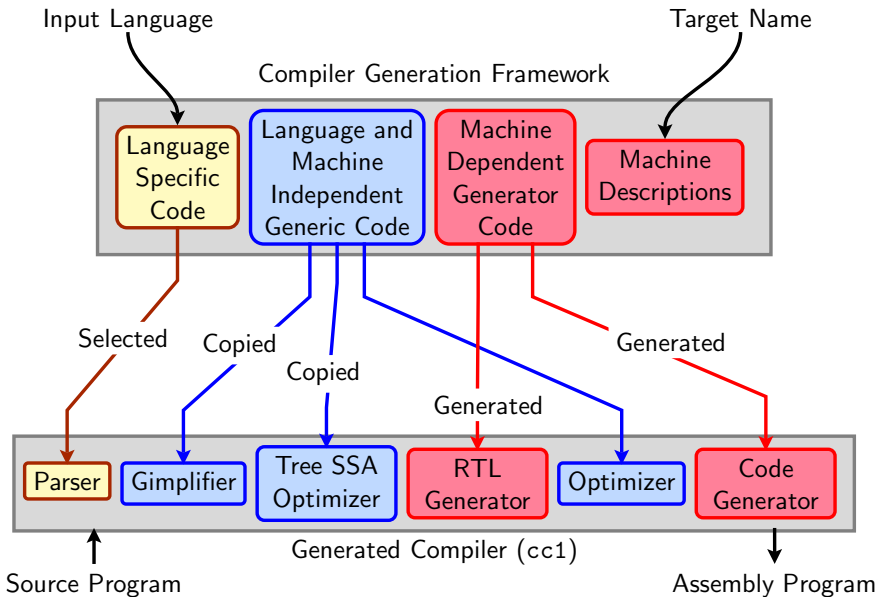 Input Language
Target Name
Compiler Generation Framework
Language
Specific
Code
Language and
Machine
Independent
Generic Code
Machine
Dependent
Generator
Code
Machine
Descriptions
Selected
Copied
Copied
Generated
Generated
Parser
Gimplifier
Tree SSA
Optimizer
RTL
Generator
Optimizer
Code
Generator
Generated Compiler (cc1)
Source Program
Assembly Program